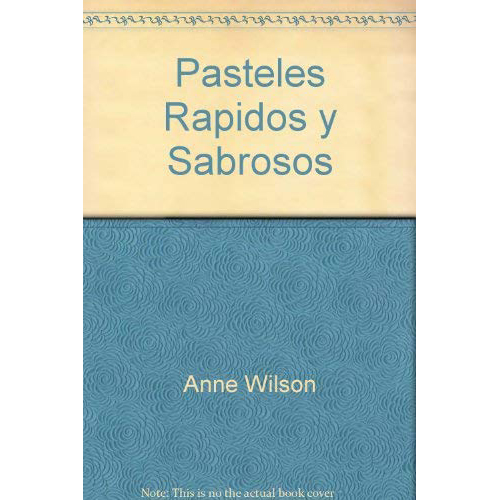 Pasteles
Rapidos y
Sabrosos
Anne Wilson
Note: This is no the actual book cover